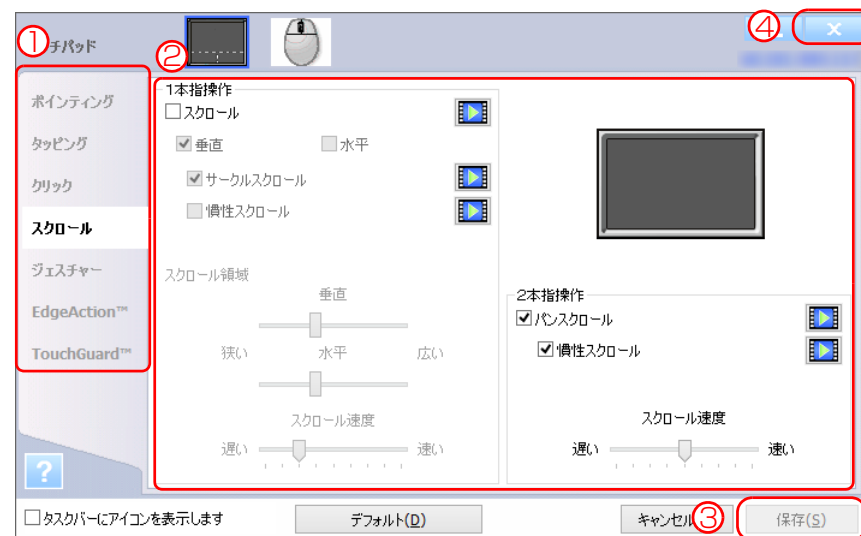 ①
チパッド
②
④
ポインティング
タッピング
クリック
スクロール
ジェスチャー
EdgeAction™
TouchGuard™
1本指操作
スクロール
垂直 水平
サークルスクロール
慣性スクロール
スクロール領域
垂直
狭い 水平 広い
スクロール速度
遅い 速い
2本指操作
パンスクロール
慣性スクロール
スクロール速度
遅い 速い
?
タスクバーにアイコンを表示します
デフォルト(D)
キャンセル
③
保存(S)